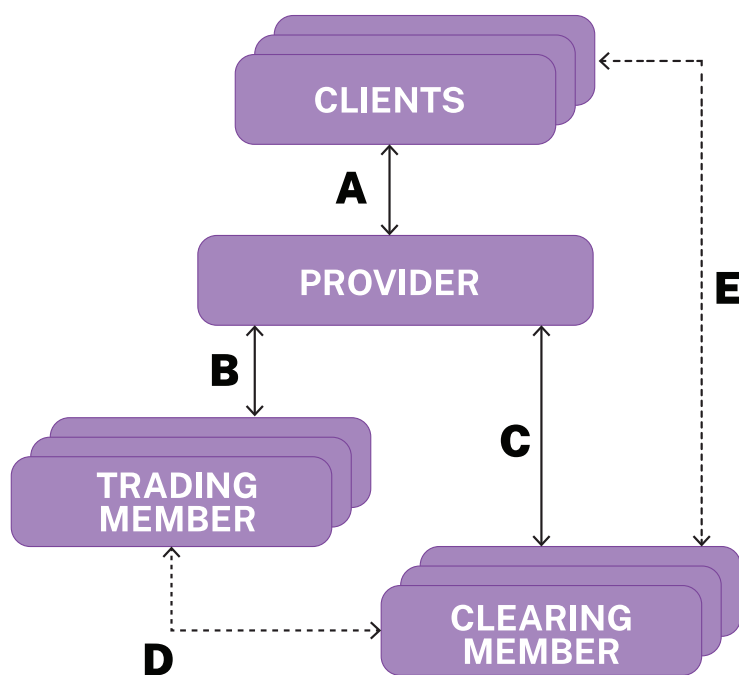 CLIENTS
A
PROVIDER
E
B
C
TRADING
MEMBER
CLEARING
MEMBER
D